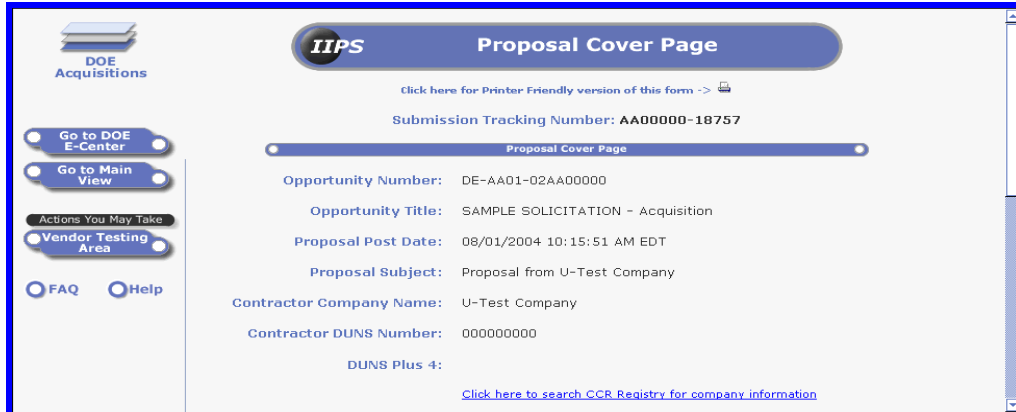 DOE
Acquisitions
IIPS
Proposal Cover Page
Click here for Printer Friendly version of this form ->
Submission Tracking Number: AA00000-18757
Go to DOE
E-Center
Go to Main
View
Actions You May Take
Vendor Testing
Area
FAQ Help
Proposal Cover Page
Opportunity Number: DE-AA01-02AA00000
Opportunity Title: SAMPLE SOLICITATION - Acquisition
Proposal Post Date: 08/01/2004 10:15:51 AM EDT
Proposal Subject: Proposal from U-Test Company
Contractor Company Name: U-Test Company
Contractor DUNS Number: 000000000
DUNS Plus 4:
Click here to search CCR Registry for company information